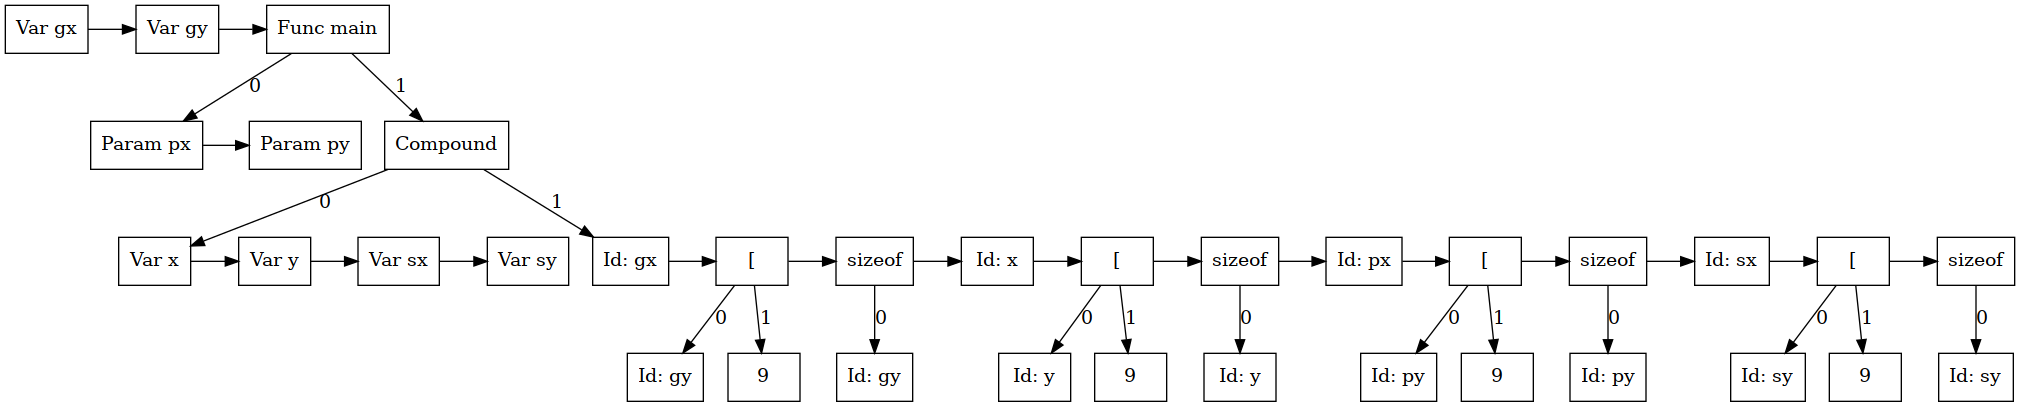 Var gx
Var gy
Func main
0
1
Param px
Param py
Compound
0
1
Var x
Var y
Var sx
Var sy
Id: gx
[
sizeof
Id: x
[
sizeof
Id: px
[
sizeof
Id: sx
[
sizeof
0
1
0
0
1
0
0
1
0
0
1
0
Id: gy
9
Id: gy
Id: y
9
Id: y
Id: py
9
Id: py
Id: sy
9
Id: sy